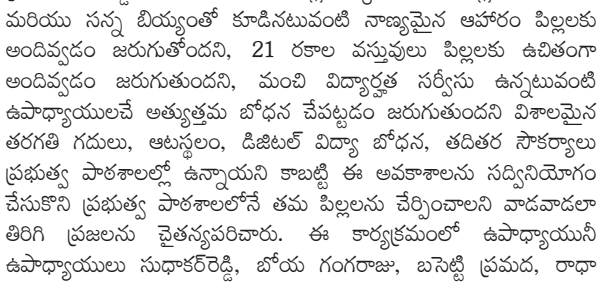 మరియు సన్న బియ్యంతో కూడినటువంటి నాణ్యమైన ఆహారం పిల్లలకు
అందివ్వడం జరుగుతోందని, 21 రకాల వస్తువులు పిల్లలకు ఉచితంగా
అందివ్వడం జరుగుతుందని, మంచి విద్యార్హత సర్వీసు ఉన్నటువంటి
ఉపాధ్యాయులచే అత్యుత్తమ బోధన చేపట్టడం జరుగుతుందని విశాలమైన
తరగతి గదులు, ఆటస్థలం, డిజిటల్ విద్యా బోధన, తదితర సౌకర్యాలు
ప్రభుత్వ పాఠశాలల్లో ఉన్నాయని కాబట్టి ఈ అవకాశాలను సద్వినియోగం
చేసుకొని ప్రభుత్వ పాఠశాలలోనే తమ పిల్లలను చేర్పించాలని వాడవాడలా
తిరిగి ప్రజలను చైతన్యపరిచారు. ఈ కార్యక్రమంలో ఉపాధ్యాయునీ
ఉపాధ్యాయులు సుధాకర్‌రెడ్డి, బోయ గంగరాజు, బసెట్టి ప్రమద, రాధా